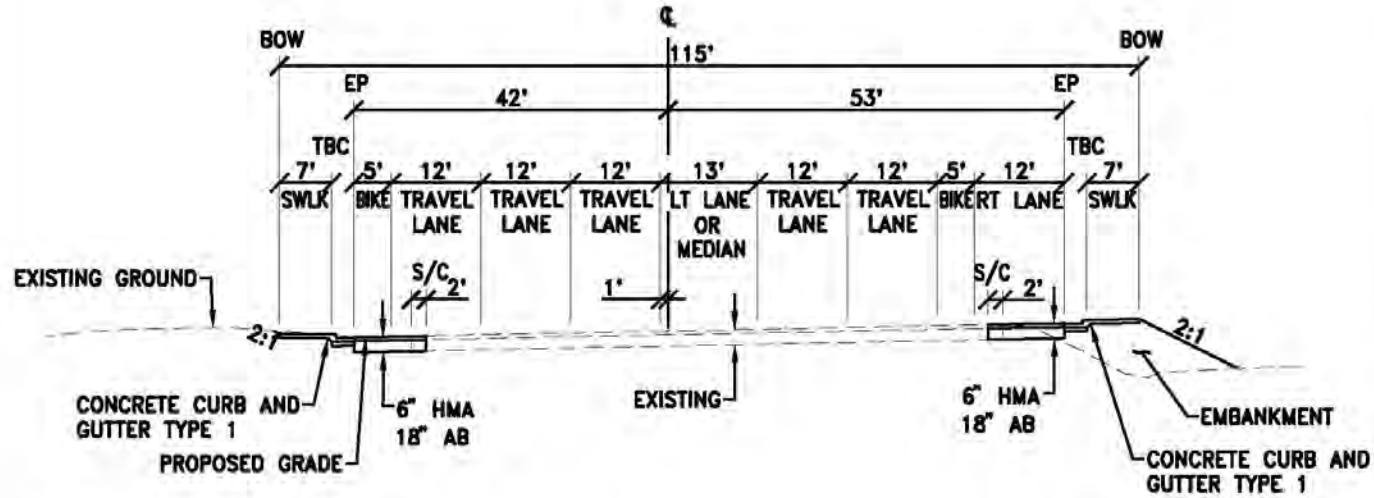 ℄
BOW BOW
115'
EP EP
42' 53'
TBC TBC
7' 5' 12' 12' 12' 13' 12' 12' 5' 12' 7'
SWLK BIKE TRAVEL TRAVEL TRAVEL LT LANE TRAVEL TRAVEL BIKE RT LANE SWLK
LANE LANE LANE OR LANE LANE
MEDIAN
S/C S/C
EXISTING GROUND 2' 1' 2'
2:1 2:1
CONCRETE CURB AND EXISTING 6" HMA EMBANKMENT
GUTTER TYPE 1 6" HMA 18" AB
18" AB
PROPOSED GRADE CONCRETE CURB AND
GUTTER TYPE 1